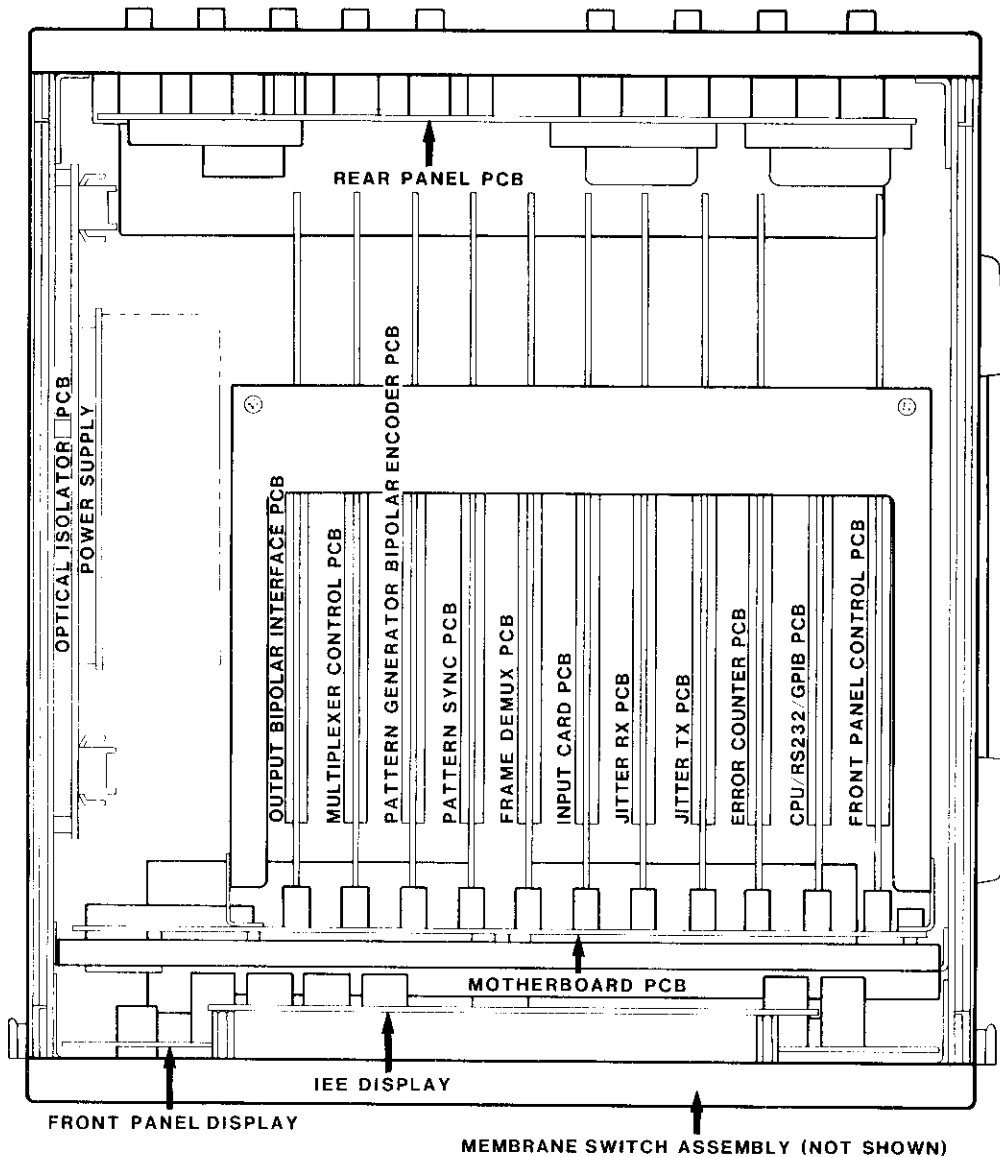 REAR PANEL PCB
OPTICAL ISOLATOR PCB
POWER SUPPLY
OUTPUT BIPOLAR INTERFACE PCB
MULTIPLEXER CONTROL PCB
PATTERN GENERATOR BIPOLAR ENCODER PCB
PATTERN SYNC PCB
FRAME DEMUX PCB
INPUT CARD PCB
JITTER RX PCB
JITTER TX PCB
ERROR COUNTER PCB
CPU/RS232/GPIB PCB
FRONT PANEL CONTROL PCB
MOTHERBOARD PCB
IEE DISPLAY
FRONT PANEL DISPLAY
MEMBRANE SWITCH ASSEMBLY (NOT SHOWN)